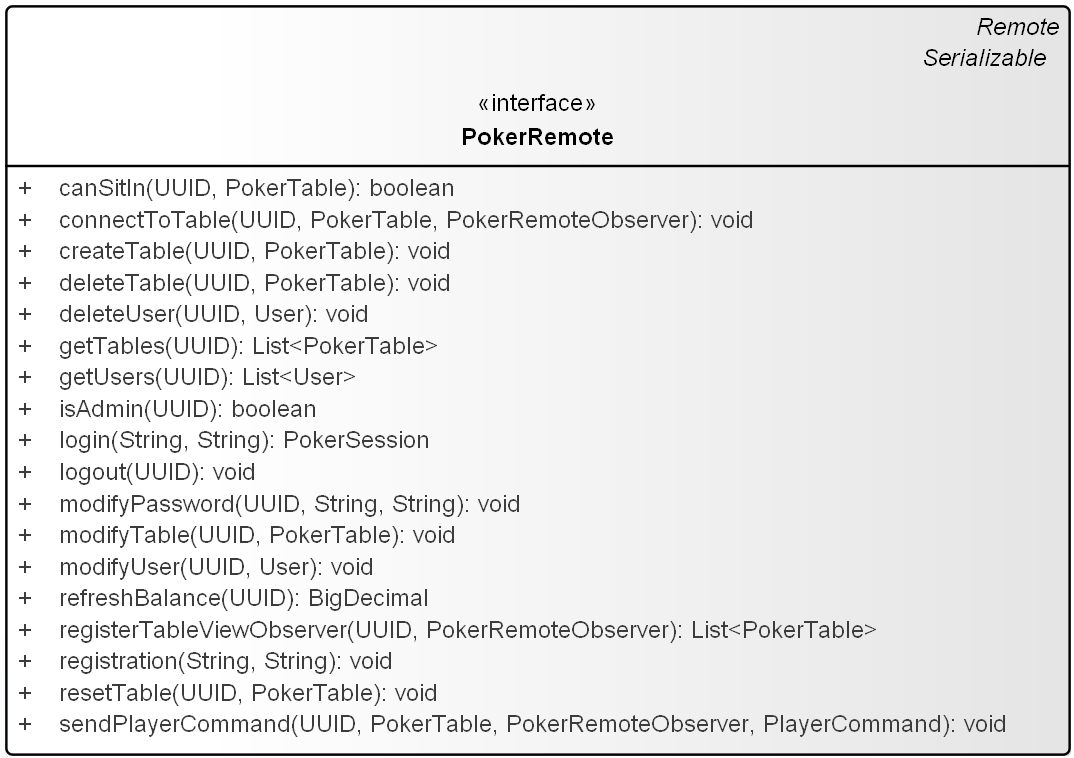 Remote
Serializable
«interface»
PokerRemote
+ canSitIn(UUID, PokerTable): boolean
+ connectToTable(UUID, PokerTable, PokerRemoteObserver): void
+ createTable(UUID, PokerTable): void
+ deleteTable(UUID, PokerTable): void
+ deleteUser(UUID, User): void
+ getTables(UUID): List<PokerTable>
+ getUsers(UUID): List<User>
+ isAdmin(UUID): boolean
+ login(String, String): PokerSession
+ logout(UUID): void
+ modifyPassword(UUID, String, String): void
+ modifyTable(UUID, PokerTable): void
+ modifyUser(UUID, User): void
+ refreshBalance(UUID): BigDecimal
+ registerTableViewObserver(UUID, PokerRemoteObserver): List<PokerTable>
+ registration(String, String): void
+ resetTable(UUID, PokerTable): void
+ sendPlayerCommand(UUID, PokerTable, PokerRemoteObserver, PlayerCommand): void